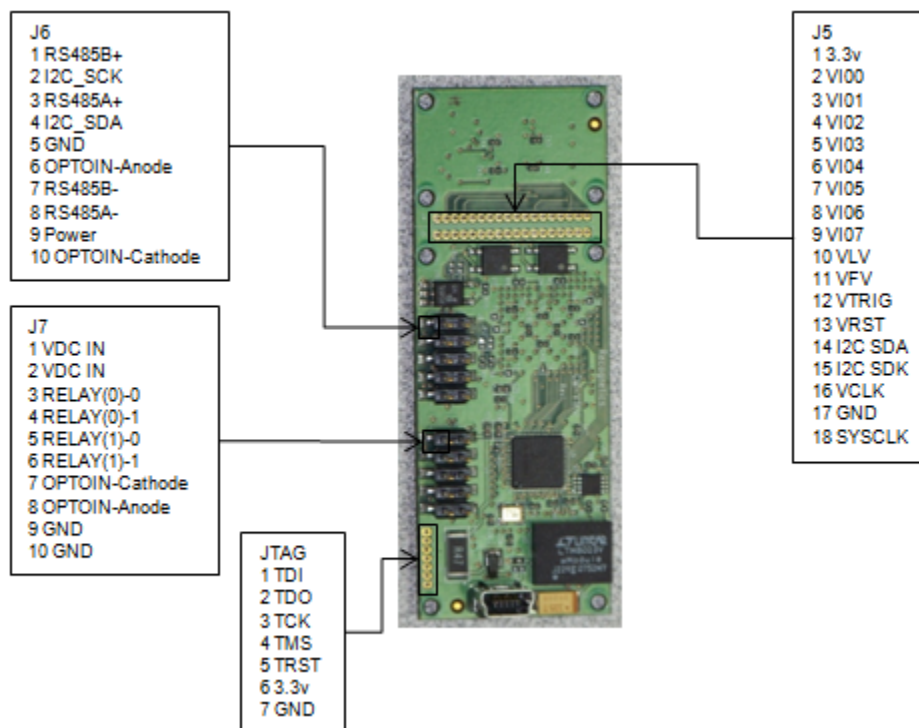 J6
1 RS485B+
2 I2C_SCK
3 RS485A+
4 I2C_SDA
5 GND
6 OPTOIN-Anode
7 RS485B-
8 RS485A-
9 Power
10 OPTOIN-Cathode
J7
1 VDC IN
2 VDC IN
3 RELAY(0)-0
4 RELAY(0)-1
5 RELAY(1)-0
6 RELAY(1)-1
7 OPTOIN-Cathode
8 OPTOIN-Anode
9 GND
10 GND
JTAG
1 TDI
2 TDO
3 TCK
4 TMS
5 TRST
6 3.3v
7 GND
J5
1 3.3v
2 VI00
3 VI01
4 VI02
5 VI03
6 VI04
7 VI05
8 VI06
9 VI07
10 VLV
11 VFV
12 VTRIG
13 VRST
14 I2C SDA
15 I2C SDK
16 VCLK
17 GND
18 SYSCLK
R47